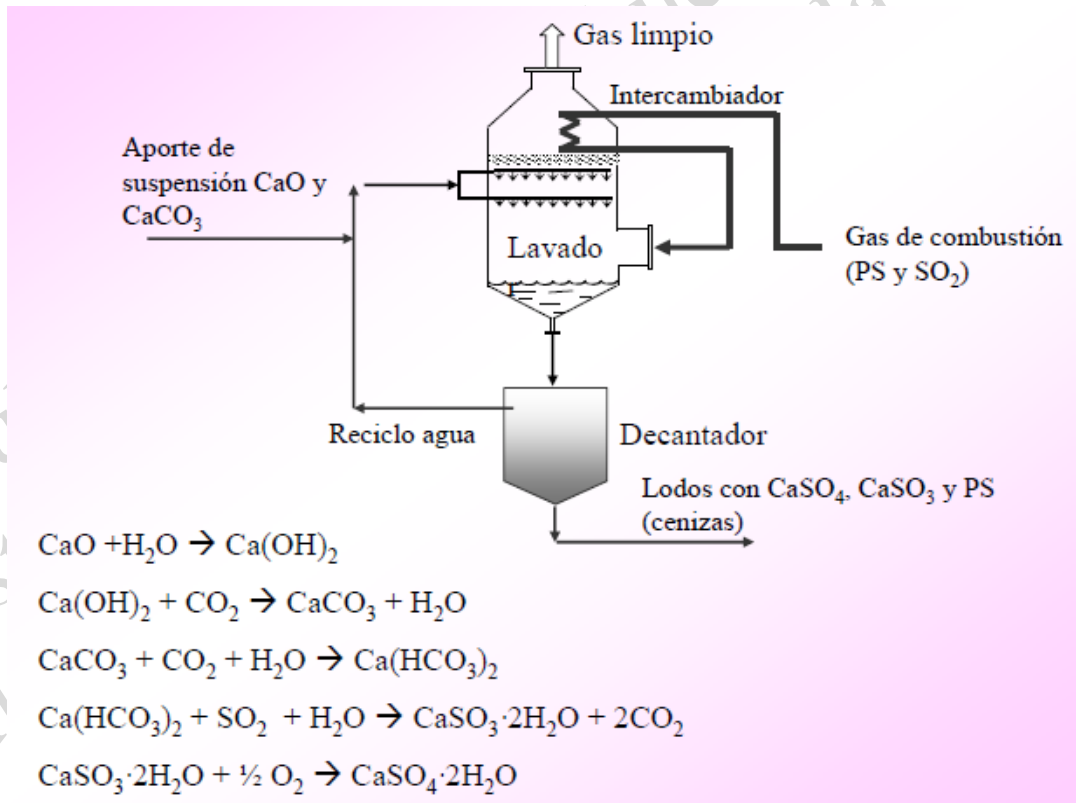 Gas limpio
Intercambiador
Aporte de
suspensión CaO y
CaCO₃
Lavado
Gas de combustión
(PS y SO₂)
Reciclo agua
Decantador
Lodos con CaSO₄, CaSO₃ y PS
(cenizas)
CaO +H₂O → Ca(OH)₂
Ca(OH)₂ + CO₂ → CaCO₃ + H₂O
CaCO₃ + CO₂ + H₂O → Ca(HCO₃)₂
Ca(HCO₃)₂ + SO₂ + H₂O → CaSO₃·2H₂O + 2CO₂
CaSO₃·2H₂O + ½ O₂ → CaSO₄·2H₂O